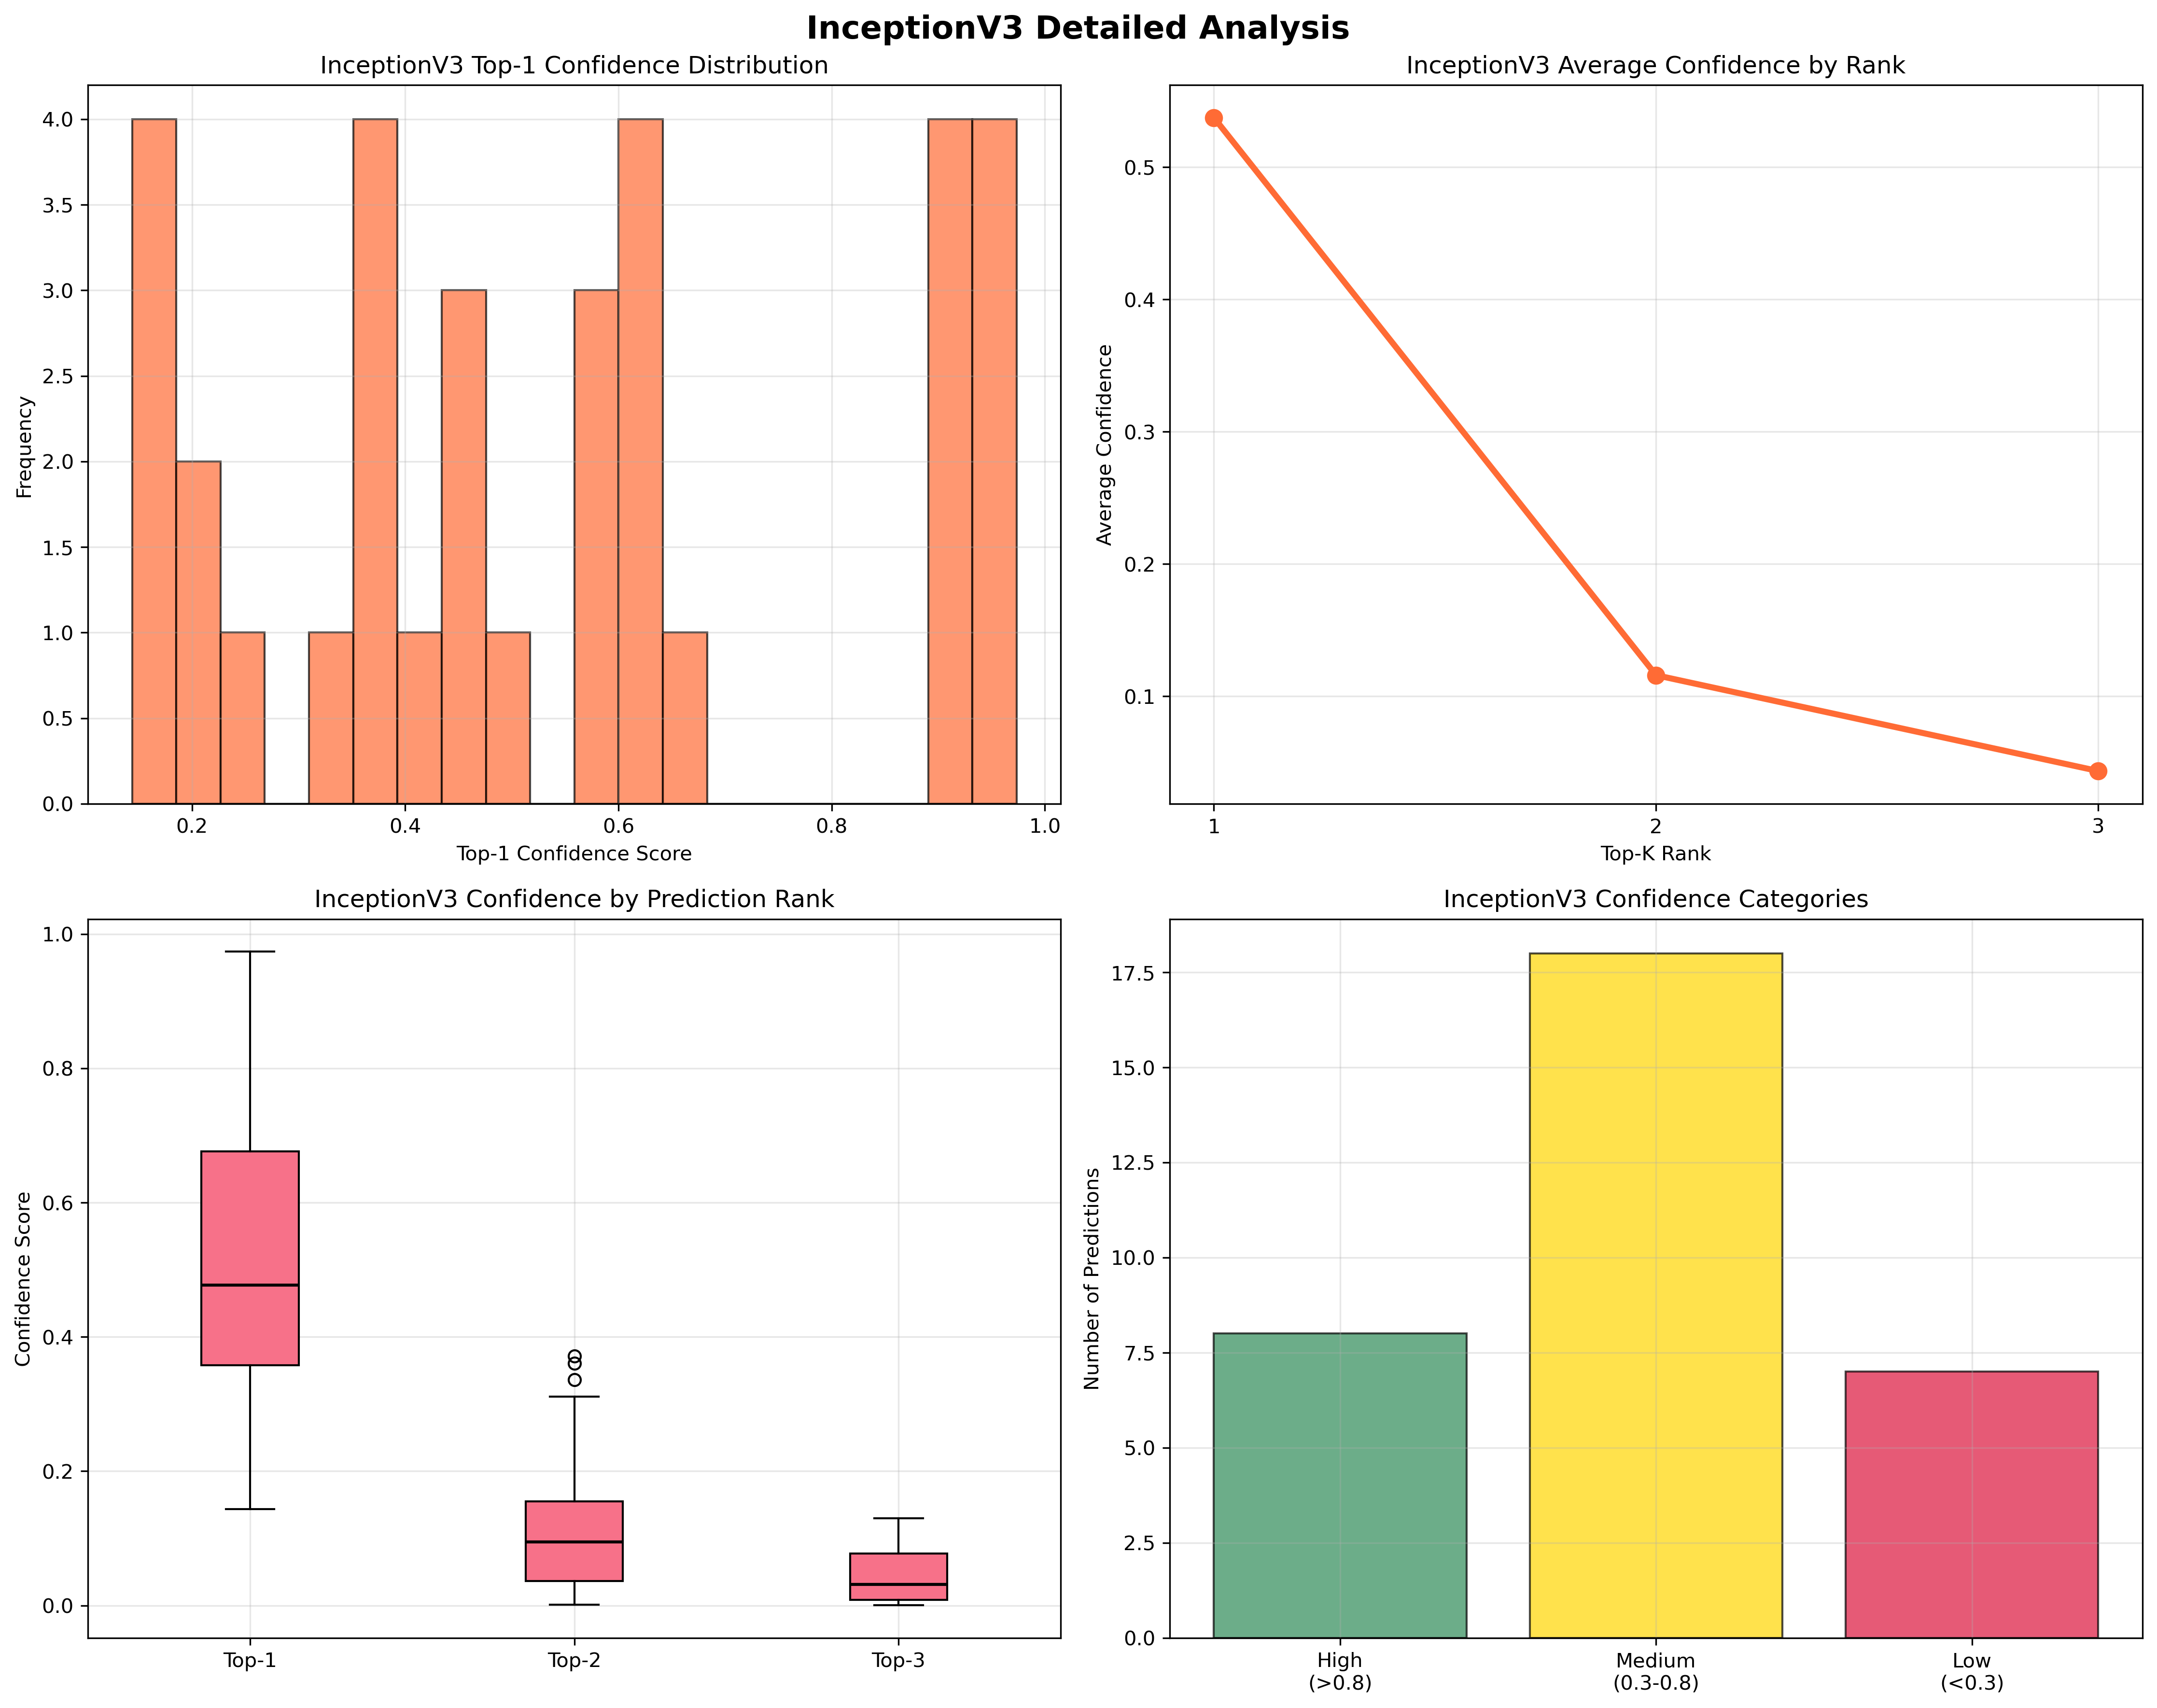 InceptionV3 Detailed Analysis
InceptionV3 Top-1 Confidence Distribution
4.0
3.5
3.0
2.5
2.0
1.5
1.0
0.5
0.0
Frequency
0.2 0.4 0.6 0.8 1.0
Top-1 Confidence Score
InceptionV3 Average Confidence by Rank
0.5
0.4
0.3
0.2
0.1
Average Confidence
1 2 3
Top-K Rank
InceptionV3 Confidence by Prediction Rank
1.0
0.8
0.6
0.4
0.2
0.0
Confidence Score
Top-1 Top-2 Top-3
InceptionV3 Confidence Categories
17.5
15.0
12.5
10.0
7.5
5.0
2.5
0.0
Number of Predictions
High Medium Low
(>0.8) (0.3-0.8) (<0.3)